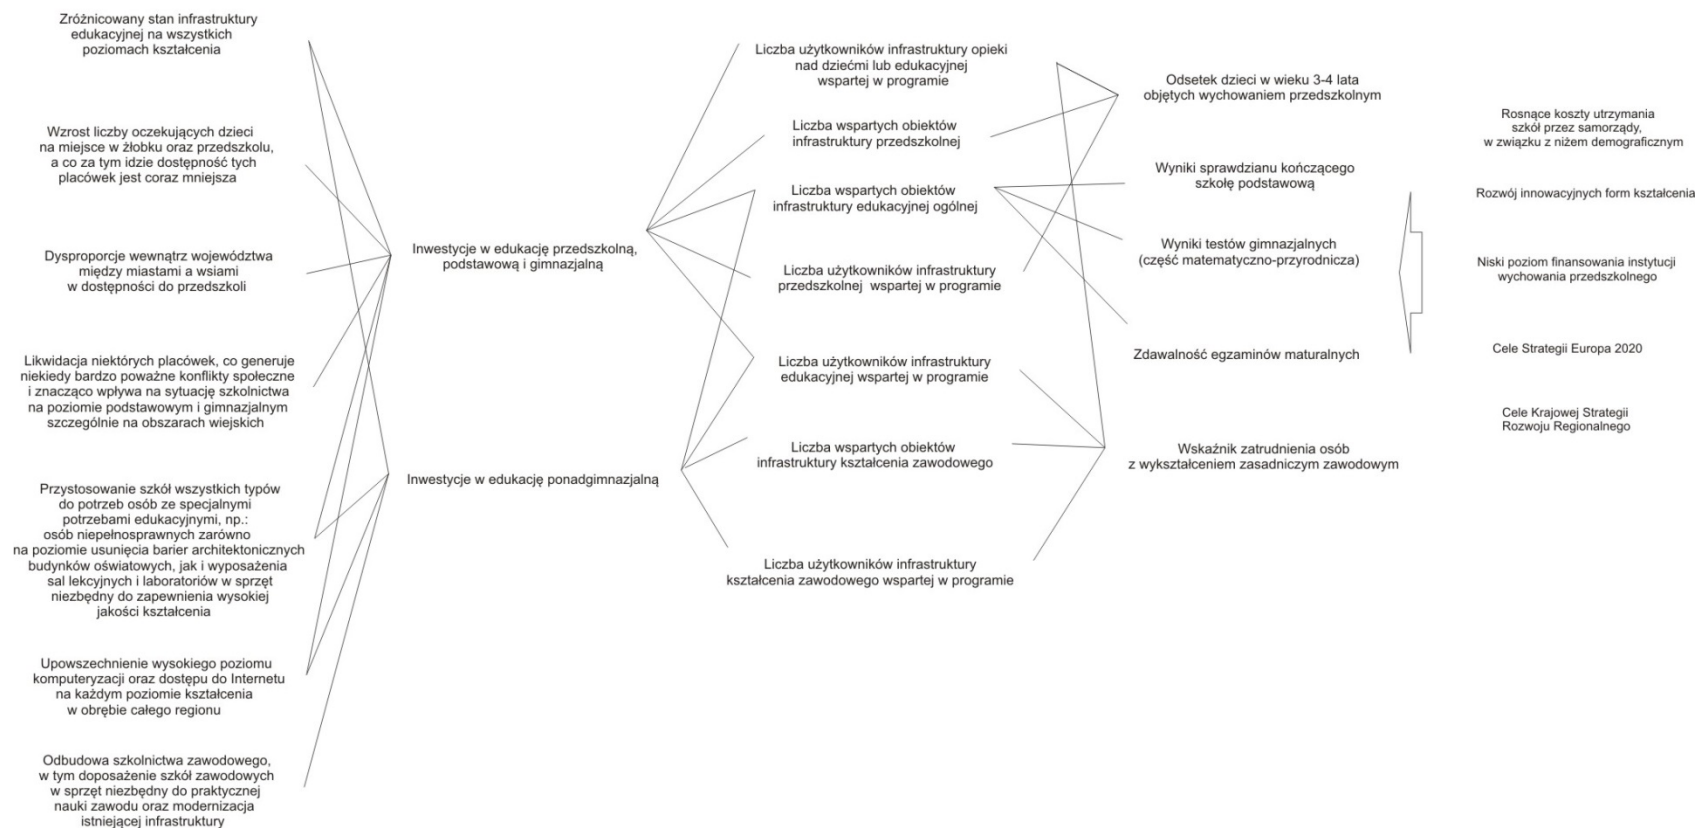 Zróżnicowany stan infrastruktury
edukacyjnej na wszystkich
poziomach kształcenia
Wzrost liczby oczekujących dzieci
na miejsce w żłobku oraz przedszkolu,
a co za tym idzie dostępność tych
placówek jest coraz mniejsza
Dysproporcje wewnątrz województwa
między miastami a wsiami
w dostępności do przedszkoli
Likwidacja niektórych placówek, co generuje
niekiedy bardzo poważne konflikty społeczne
i znacząco wpływa na sytuację szkolnictwa
na poziomie podstawowym i gimnazjalnym
szczególnie na obszarach wiejskich
Przystosowanie szkół wszystkich typów
do potrzeb osób ze specjalnymi
potrzebami edukacyjnymi, np.:
osób niepełnosprawnych zarówno
na poziomie usunięcia barier architektonicznych
budynków oświatowych, jak i wyposażenia
sal lekcyjnych i laboratoriów w sprzęt
niezbędny do zapewnienia wysokiej
jakości kształcenia
Upowszechnienie wysokiego poziomu
komputeryzacji oraz dostępu do Internetu
na każdym poziomie kształcenia
w obrębie całego regionu
Odbudowa szkolnictwa zawodowego,
w tym doposażenie szkół zawodowych
w sprzęt niezbędny do praktycznej
nauki zawodu oraz modernizacja
istniejącej infrastruktury
Inwestycje w edukację przedszkolną,
podstawową i gimnazjalną
Inwestycje w edukację ponadgimnazjalną
Liczba użytkowników infrastruktury opieki
nad dziećmi lub edukacyjnej
wspartej w programie
Liczba wspartych obiektów
infrastruktury przedszkolnej
Liczba wspartych obiektów
infrastruktury edukacyjnej ogólnej
Liczba użytkowników infrastruktury
przedszkolnej wspartej w programie
Liczba użytkowników infrastruktury
edukacyjnej wspartej w programie
Liczba wspartych obiektów
infrastruktury kształcenia zawodowego
Liczba użytkowników infrastruktury
kształcenia zawodowego wspartej w programie
Odsetek dzieci w wieku 3-4 lata
objętych wychowaniem przedszkolnym
Wyniki sprawdzianu kończącego
szkołę podstawową
Wyniki testów gimnazjalnych
(część matematyczno-przyrodnicza)
Zdawalność egzaminów maturalnych
Wskaźnik zatrudnienia osób
z wykształceniem zasadniczym zawodowym
Rosnące koszty utrzymania
szkół przez samorządy,
w związku z niżem demograficznym
Rozwój innowacyjnych form kształcenia
Niski poziom finansowania instytucji
wychowania przedszkolnego
Cele Strategii Europa 2020
Cele Krajowej Strategii
Rozwoju Regionalnego